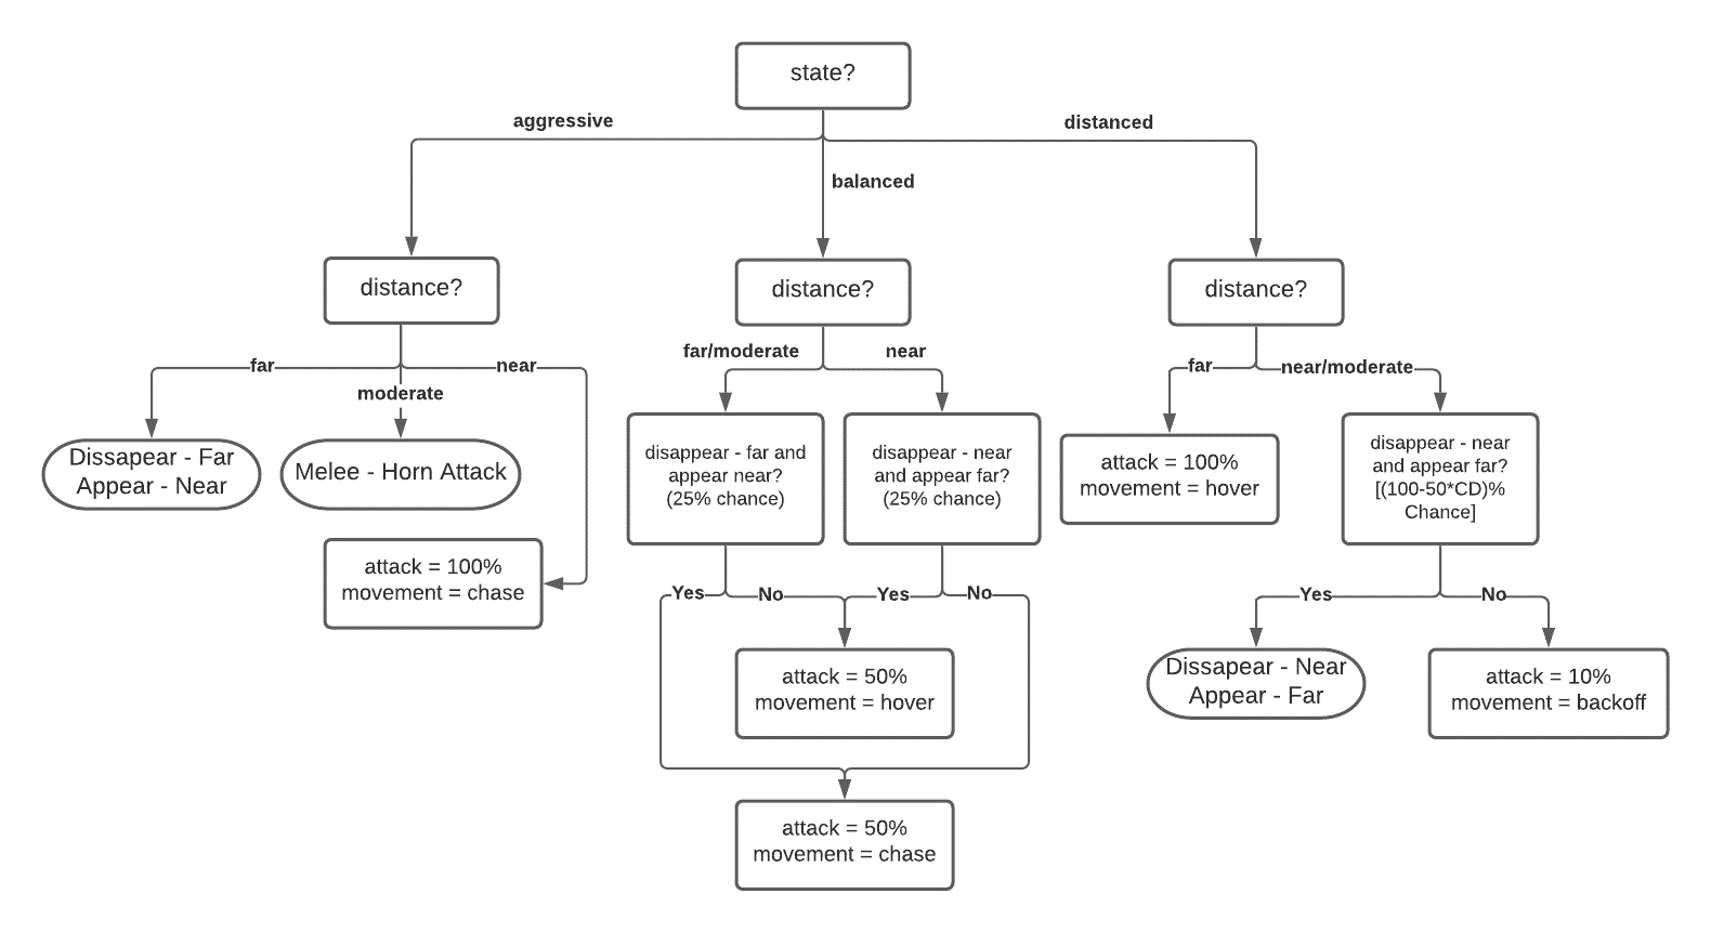 state?
aggressive
distanced
balanced
distance?
distance?
distance?
far
near
moderate
far/moderate
near
far
near/moderate
Dissapear - Far
Appear - Near
Melee - Horn Attack
attack = 100%
movement = chase
disappear - far and
appear near?
(25% chance)
disappear - near
and appear far?
(25% chance)
attack = 100%
movement = hover
disappear - near
and appear far?
[(100-50*CD)%
Chance]
Yes
No
Yes
No
Yes
No
attack = 50%
movement = hover
attack = 50%
movement = chase
Dissapear - Near
Appear - Far
attack = 10%
movement = backoff